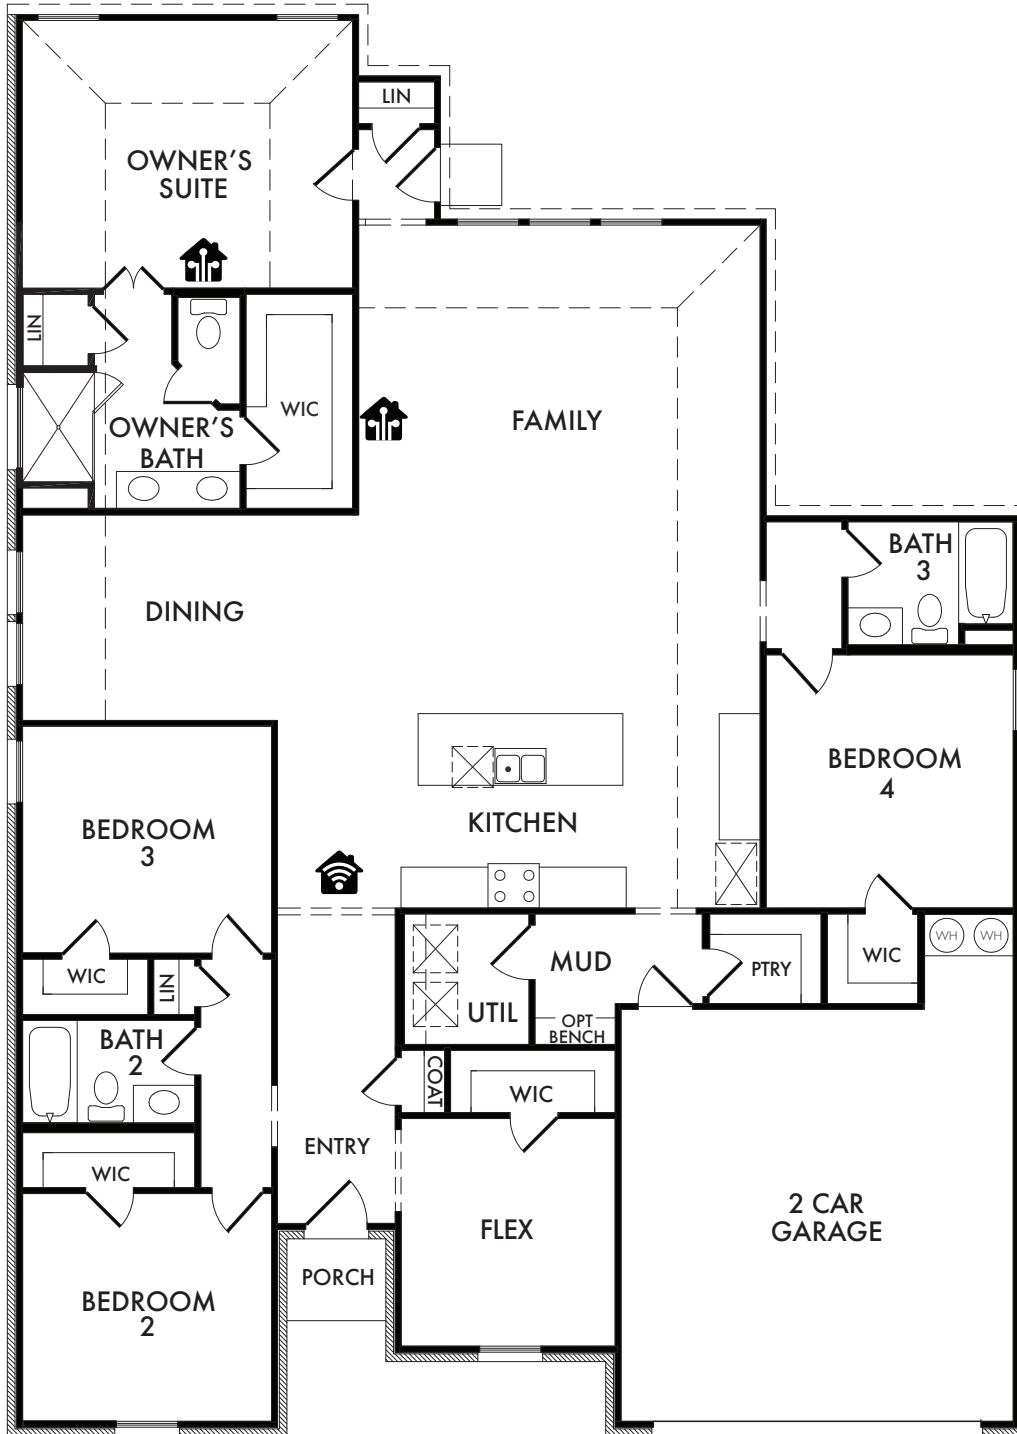 LIN
OWNER'S
SUITE
LIN
WIC
OWNER'S
BATH
FAMILY
BATH
3
DINING
BEDROOM
4
KITCHEN
BEDROOM
3
WH
WH
WIC
MUD
PTRY
WIC
LIN
UTIL
OPT
BENCH
BATH
2
COAT
WIC
ENTRY
WIC
2 CAR
GARAGE
FLEX
PORCH
BEDROOM
2